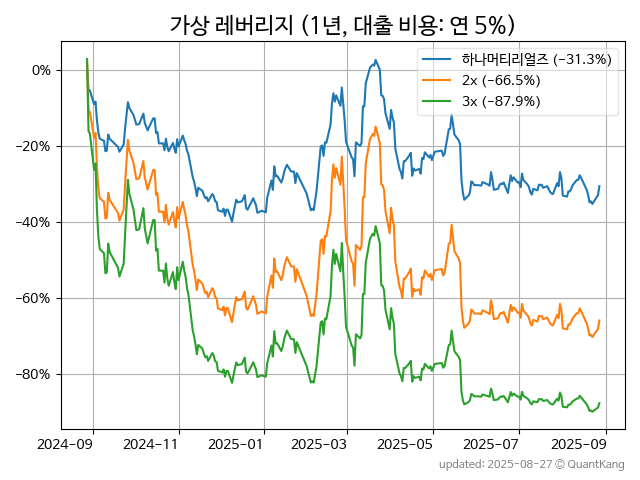 가상 레버리지 (1년, 대출 비용: 연 5%)
하나머티리얼즈 (−31.3%)
2x (−66.5%)
3x (−87.9%)
0%
−20%
−40%
−60%
−80%
2024-09 2024-11 2025-01 2025-03 2025-05 2025-07 2025-09
updated: 2025-08-27 © QuantKang